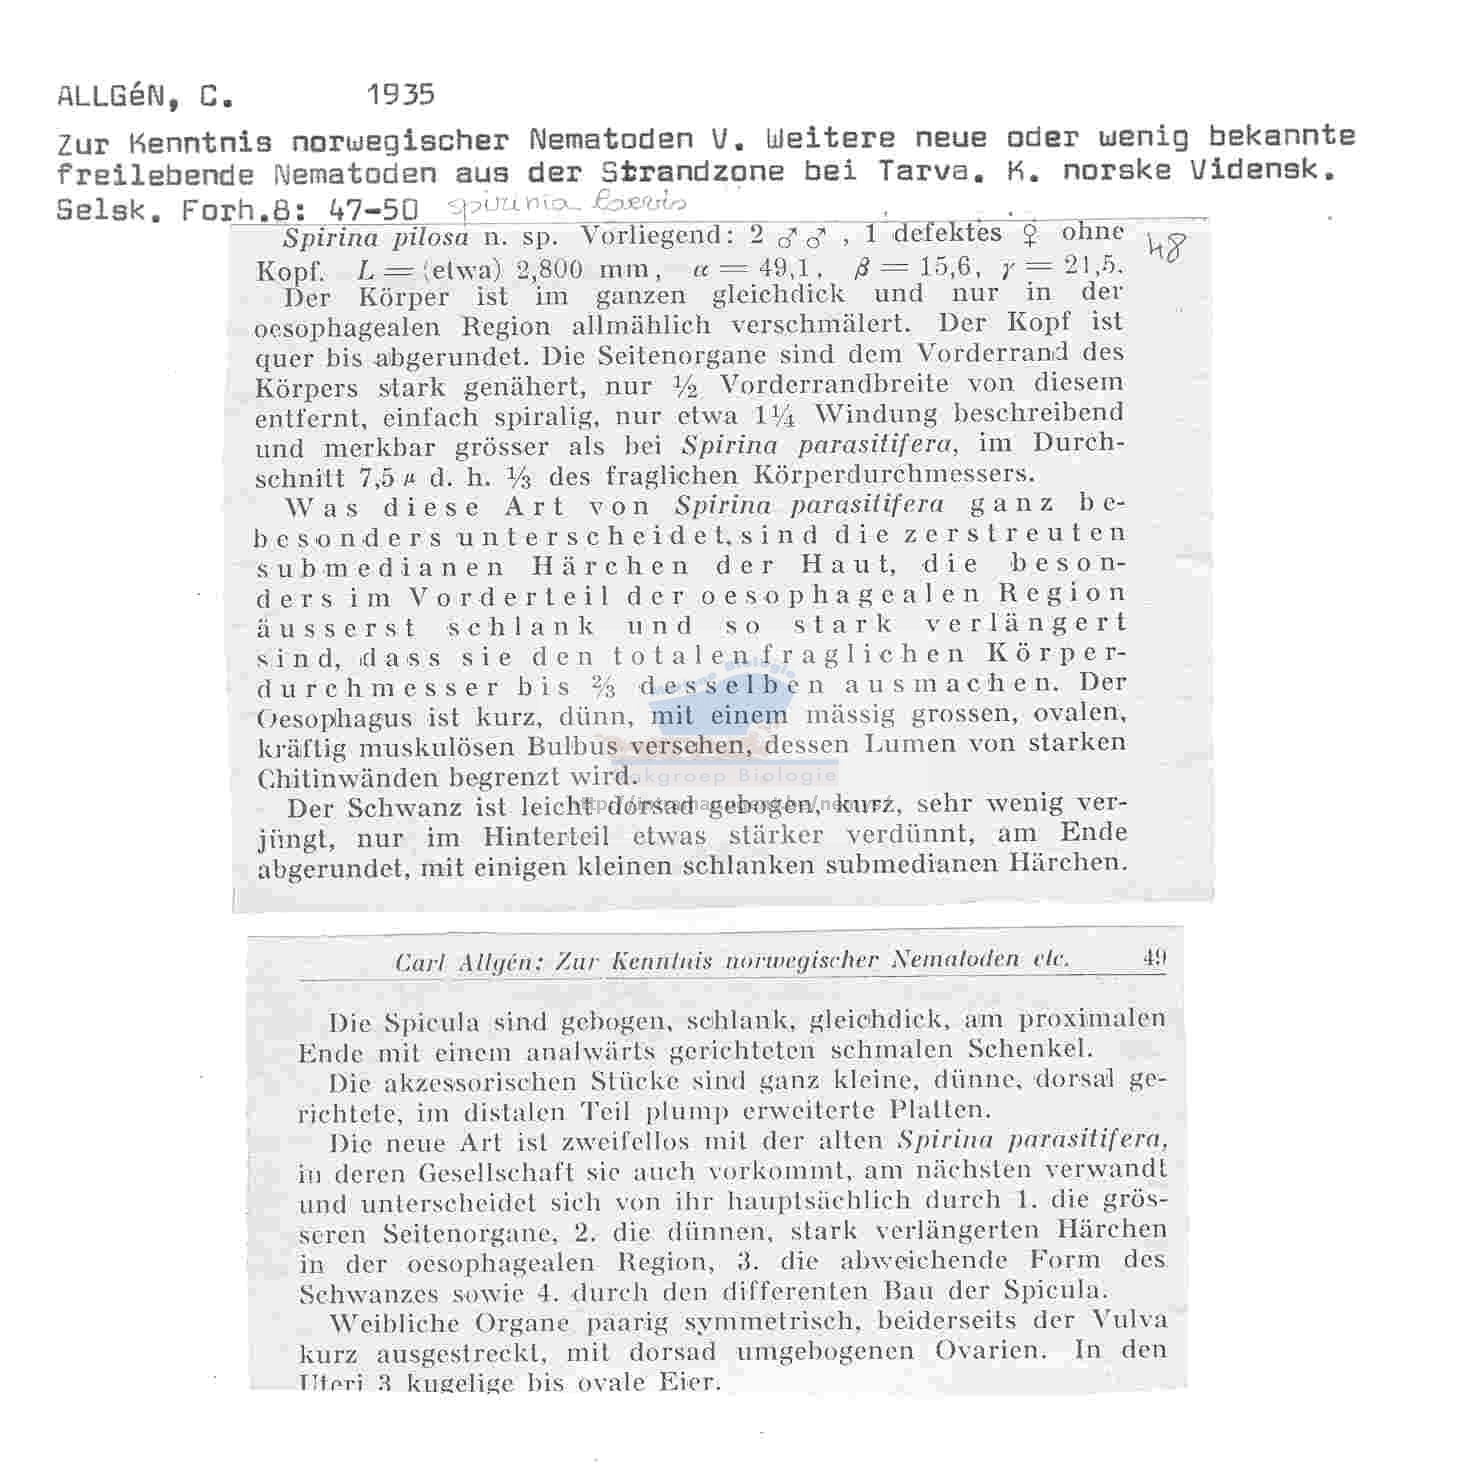 ALLGéN, C. 1935
Zur Kenntnis norwegischer Nematoden V. Weitere neue oder wenig bekannte
freilebende Nematoden aus der Strandzone bei Tarva. K. norske Vidensk.
Selsk. Forh.8: 47-50 spirinia laevis
Spirina pilosa n. sp. Vorliegend: 2 ♂♂, 1 defektes ♀ ohne
48
Kopf. L = (etwa) 2,800 mm, α = 49,1, β = 15,6, γ = 21,5.
Der Körper ist im ganzen gleichdick und nur in der
oesophagealen Region allmählich verschmälert. Der Kopf ist
quer bis abgerundet. Die Seitenorgane sind dem Vorderrand des
Körpers stark genähert, nur ½ Vorderrandbreite von diesem
entfernt, einfach spiralig, nur etwa 1¼ Windung beschreibend
und merkbar grösser als bei Spirina parasitifera, im Durch-
schnitt 7,5 μ d. h. ⅓ des fraglichen Körperdurchmessers.
Was diese Art von Spirina parasitifera ganz be-
besonders unterscheidet, sind die zerstreuten
submedianen Härchen der Haut, die beson-
ders im Vorderteil der oesophagealen Region
äusserst schlank und so stark verlängert
sind, dass sie den totalen fraglichen Körper-
durchmesser bis ⅔ desselben ausmachen. Der
Oesophagus ist kurz, dünn, mit einem mässig grossen, ovalen,
kräftig muskulösen Bulbus versehen, dessen Lumen von starken
Chitinwänden begrenzt wird.
Vakgroep Biologie
Der Schwanz ist leicht dorsad gebogen, kurz, sehr wenig ver-
jüngt, nur im Hinterteil etwas stärker verdünnt, am Ende
abgerundet, mit einigen kleinen schlanken submedianen Härchen.
Carl Allgén: Zur Kenntnis norwegischer Nematoden etc. 49
Die Spicula sind gebogen, schlank, gleichdick, am proximalen
Ende mit einem analwärts gerichteten schmalen Schenkel.
Die akzessorischen Stücke sind ganz kleine, dünne, dorsal ge-
richtete, im distalen Teil plump erweiterte Platten.
Die neue Art ist zweifellos mit der alten Spirina parasitifera,
in deren Gesellschaft sie auch vorkommt, am nächsten verwandt
und unterscheidet sich von ihr hauptsächlich durch 1. die grös-
seren Seitenorgane, 2. die dünnen, stark verlängerten Härchen
in der oesophagealen Region, 3. die abweichende Form des
Schwanzes sowie 4. durch den differenten Bau der Spicula.
Weibliche Organe paarig symmetrisch, beiderseits der Vulva
kurz ausgestreckt, mit dorsad umgebogenen Ovarien. In den
Uteri 3 kugelige bis ovale Eier.